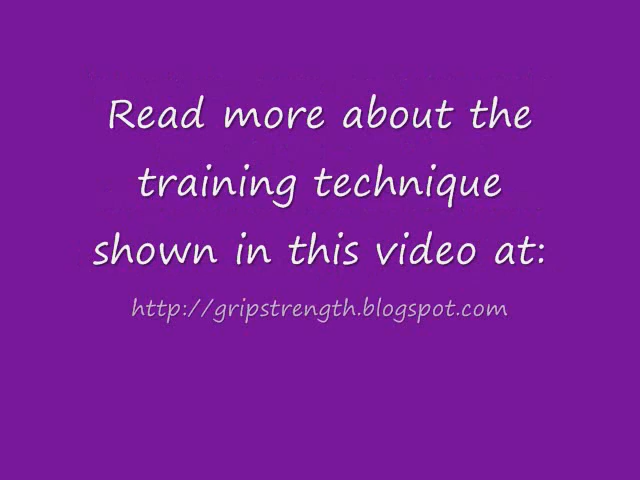 Read more about the
training technique
shown in this video at:
http://gripstrength.blogspot.com